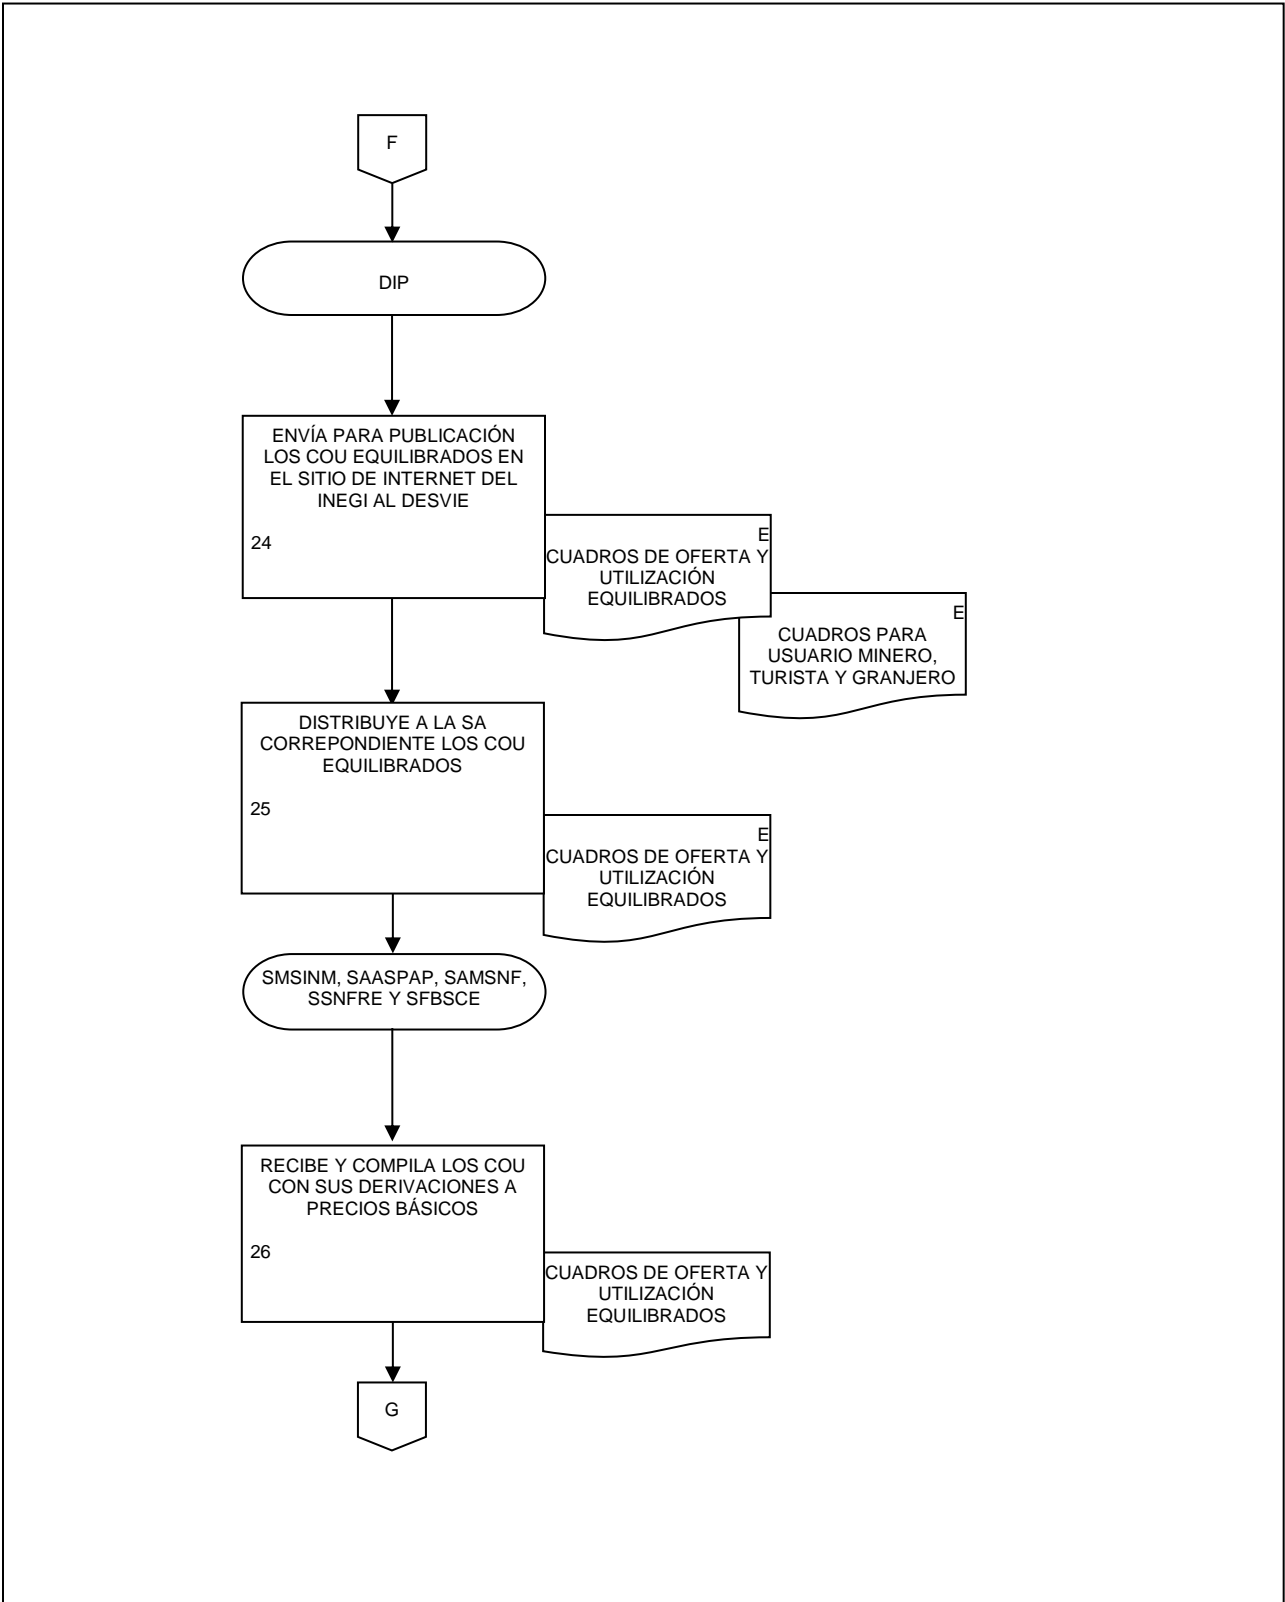 F
DIP
ENVÍA PARA PUBLICACIÓN
LOS COU EQUILIBRADOS EN
EL SITIO DE INTERNET DEL
INEGI AL DESVIE
24
E
CUADROS DE OFERTA Y
UTILIZACIÓN
EQUILIBRADOS
E
CUADROS PARA
USUARIO MINERO,
TURISTA Y GRANJERO
DISTRIBUYE A LA SA
CORREPONDIENTE LOS COU
EQUILIBRADOS
25
E
CUADROS DE OFERTA Y
UTILIZACIÓN
EQUILIBRADOS
SMSINM, SAASPAP, SAMSNF,
SSNFRE Y SFBSCE
RECIBE Y COMPILA LOS COU
CON SUS DERIVACIONES A
PRECIOS BÁSICOS
26
CUADROS DE OFERTA Y
UTILIZACIÓN
EQUILIBRADOS
G